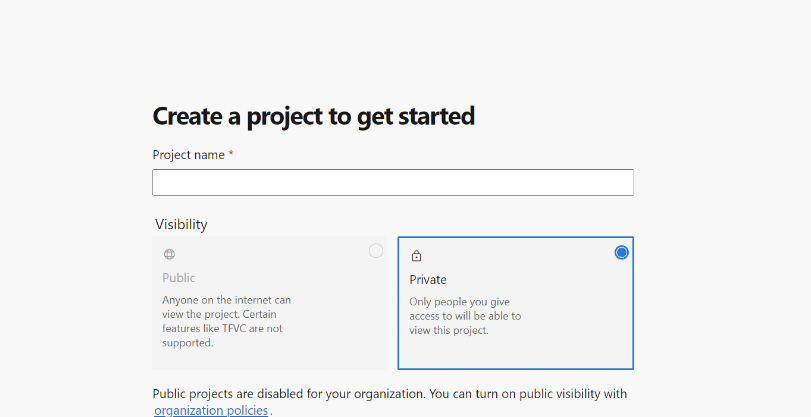 Create a project to get started
Project name *
Visibility
Public
Anyone on the internet can
view the project. Certain
features like TFVC are not
supported.
Private
Only people you give
access to will be able to
view this project.
Public projects are disabled for your organization. You can turn on public visibility with
organization policies.